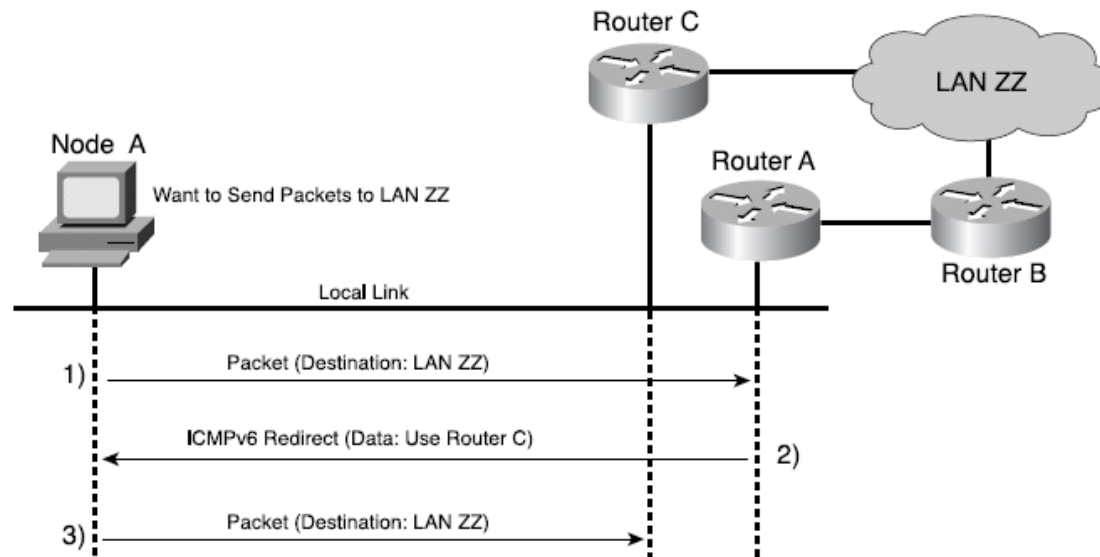 Router C
LAN ZZ
Node A
Want to Send Packets to LAN ZZ
Router A
Router B
Local Link
1)
Packet (Destination: LAN ZZ)
ICMPv6 Redirect (Data: Use Router C)
2)
3)
Packet (Destination: LAN ZZ)